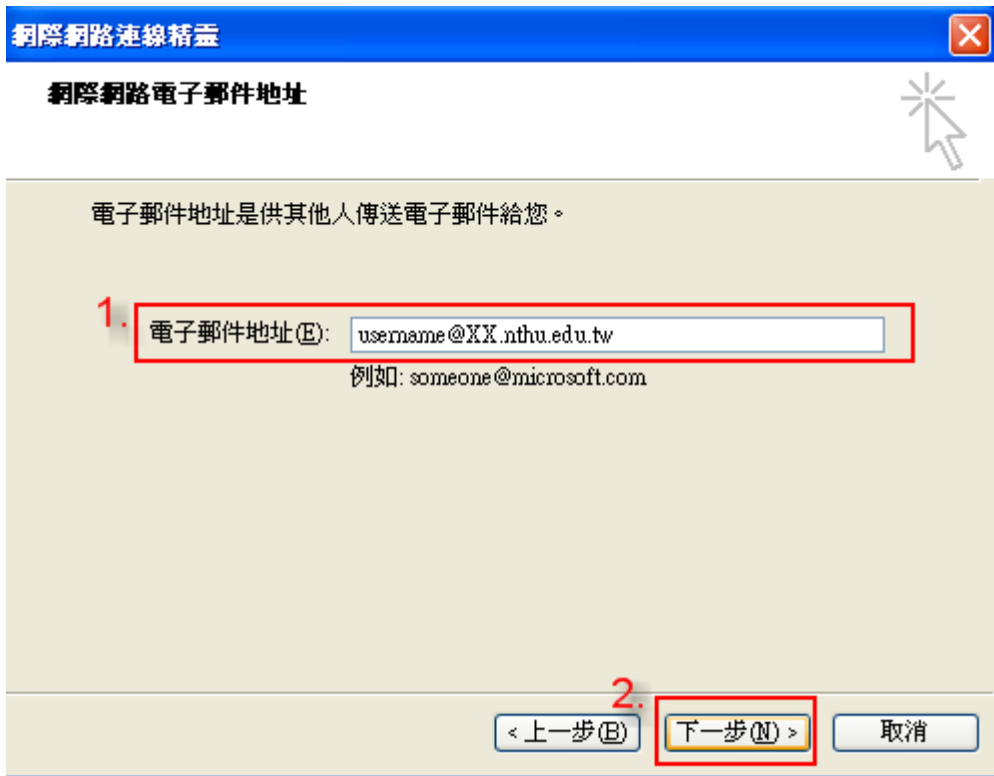 網際網路連線精靈
網際網路電子郵件地址
電子郵件地址是供其他人傳送電子郵件給您。
1.
電子郵件地址(E): username@XX.nthu.edu.tw
例如: someone@microsoft.com
2.
<上一步(B) 下一步(N)> 取消